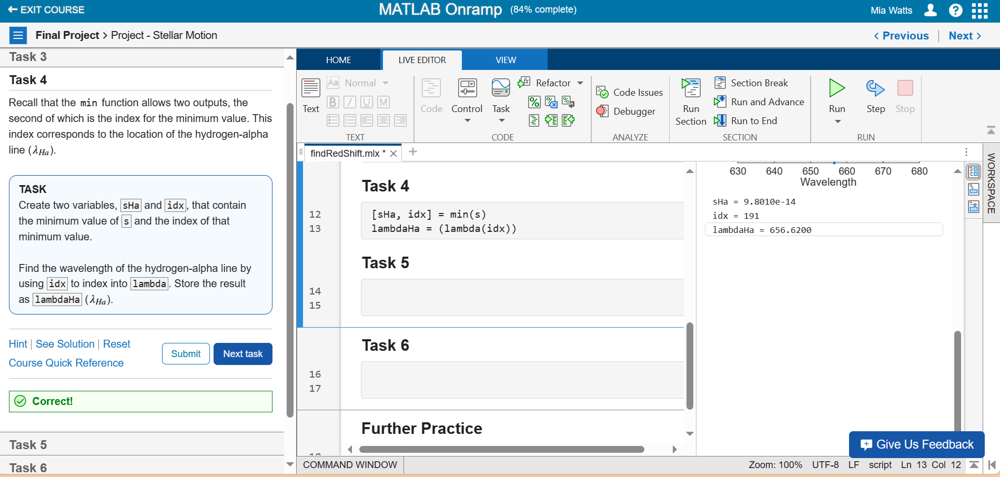 EXIT COURSE
MATLAB Onramp (84% complete)
Mia Watts
Final Project > Project - Stellar Motion
< Previous | Next >
Task 3
Task 4
Recall that the min function allows two outputs, the
second of which is the index for the minimum value. This
index corresponds to the location of the hydrogen-alpha
line (λHa).
TASK
Create two variables, sHa and idx, that contain
the minimum value of s and the index of that
minimum value.
Find the wavelength of the hydrogen-alpha line by
using idx to index into lambda. Store the result
as lambdaHa (λHa).
Hint | See Solution | Reset
Course Quick Reference
Submit
Next task
Correct!
Task 5
Task 6
HOME
LIVE EDITOR
VIEW
Text
Aa Normal
B I U M
TEXT
Code
Control
Task
Refactor
CODE
Code Issues
Debugger
ANALYZE
Run
Section
Section Break
Run and Advance
Run to End
SECTION
Run
Step
Stop
RUN
findRedShift.mlx *
WORKSPACE
Task 4
12 [sHa, idx] = min(s)
13 lambdaHa = (lambda(idx))
Task 5
14
15
Task 6
16
17
Further Practice
630 640 650 660 670 680
Wavelength
sHa = 9.8010e-14
idx = 191
lambdaHa = 656.6200
Give Us Feedback
COMMAND WINDOW
Zoom: 100% UTF-8 LF script Ln 13 Col 12